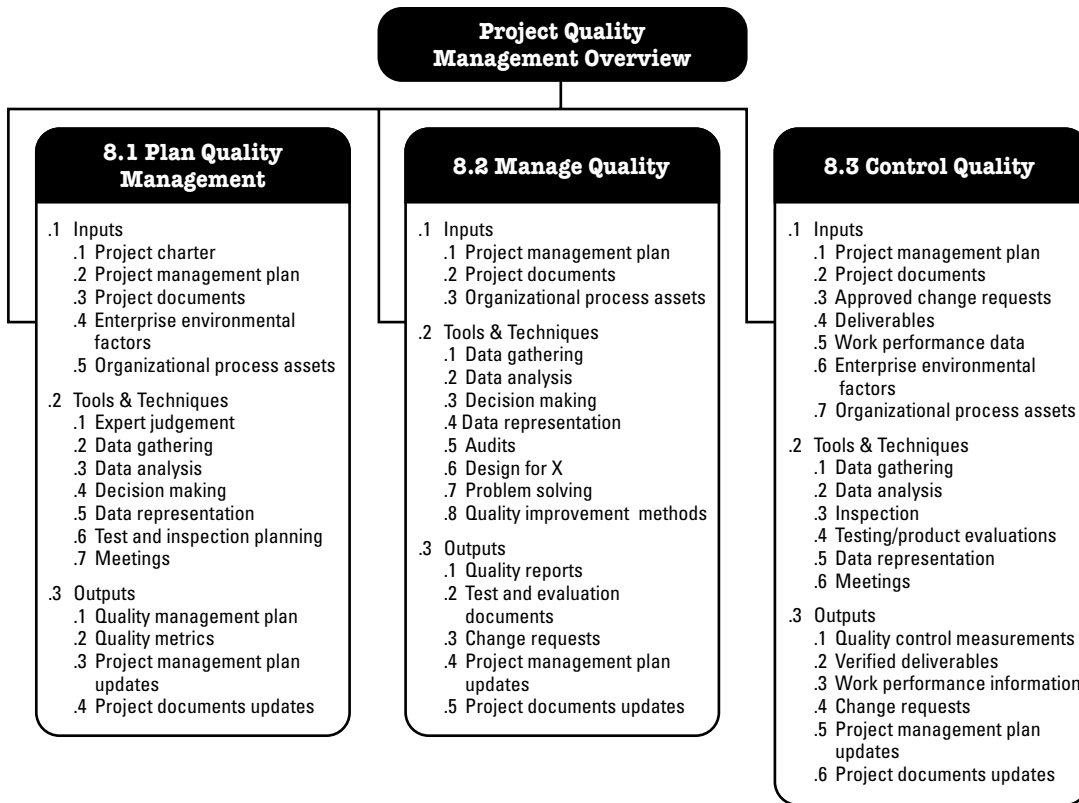 Project Quality
Management Overview
8.1 Plan Quality
Management
.1 Inputs
.1 Project charter
.2 Project management plan
.3 Project documents
.4 Enterprise environmental
factors
.5 Organizational process assets
.2 Tools & Techniques
.1 Expert judgement
.2 Data gathering
.3 Data analysis
.4 Decision making
.5 Data representation
.6 Test and inspection planning
.7 Meetings
.3 Outputs
.1 Quality management plan
.2 Quality metrics
.3 Project management plan
updates
.4 Project documents updates
8.2 Manage Quality
.1 Inputs
.1 Project management plan
.2 Project documents
.3 Organizational process assets
.2 Tools & Techniques
.1 Data gathering
.2 Data analysis
.3 Decision making
.4 Data representation
.5 Audits
.6 Design for X
.7 Problem solving
.8 Quality improvement methods
.3 Outputs
.1 Quality reports
.2 Test and evaluation
documents
.3 Change requests
.4 Project management plan
updates
.5 Project documents updates
8.3 Control Quality
.1 Inputs
.1 Project management plan
.2 Project documents
.3 Approved change requests
.4 Deliverables
.5 Work performance data
.6 Enterprise environmental
factors
.7 Organizational process assets
.2 Tools & Techniques
.1 Data gathering
.2 Data analysis
.3 Inspection
.4 Testing/product evaluations
.5 Data representation
.6 Meetings
.3 Outputs
.1 Quality control measurements
.2 Verified deliverables
.3 Work performance information
.4 Change requests
.5 Project management plan
updates
.6 Project documents updates